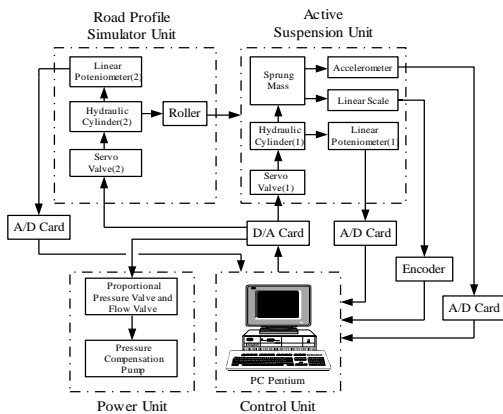 Road Profile
Simulator Unit
Active
Suspension Unit
Linear
Poteniometer(2)
Hydraulic
Cylinder(2)
Roller
Servo
Valve(2)
Sprung
Mass
Accelerometer
Linear Scale
Hydraulic
Cylinder(1)
Linear
Poteniometer(1)
Servo
Valve(1)
A/D Card
D/A Card
A/D Card
Encoder
A/D Card
Proportional
Pressure Valve and
Flow Valve
Pressure
Compensation
Pump
PC Pentium
Power Unit
Control Unit